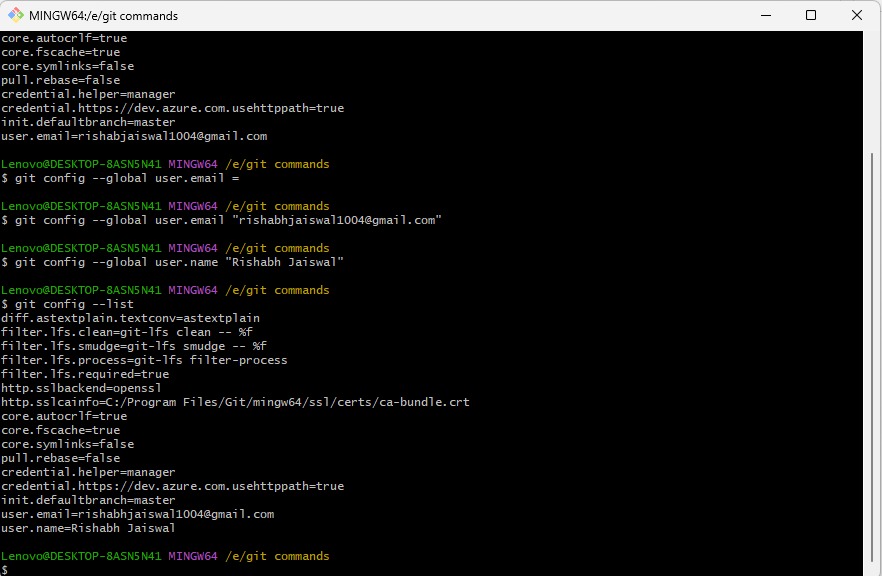 MINGW64:/e/git commands
core.autocrlf=true
core.fscache=true
core.symlinks=false
pull.rebase=false
credential.helper=manager
credential.https://dev.azure.com.usehttppath=true
init.defaultbranch=master
user.email=rishabjaiswal1004@gmail.com
Lenovo@DESKTOP-8ASN5N41 MINGW64 /e/git commands
$ git config --global user.email =
Lenovo@DESKTOP-8ASN5N41 MINGW64 /e/git commands
$ git config --global user.email "rishabhjaiswal1004@gmail.com"
Lenovo@DESKTOP-8ASN5N41 MINGW64 /e/git commands
$ git config --global user.name "Rishabh Jaiswal"
Lenovo@DESKTOP-8ASN5N41 MINGW64 /e/git commands
$ git config --list
diff.astextplain.textconv=astextplain
filter.lfs.clean=git-lfs clean -- %f
filter.lfs.smudge=git-lfs smudge -- %f
filter.lfs.process=git-lfs filter-process
filter.lfs.required=true
http.sslbackend=openssl
http.sslcainfo=C:/Program Files/Git/mingw64/ssl/certs/ca-bundle.crt
core.autocrlf=true
core.fscache=true
core.symlinks=false
pull.rebase=false
credential.helper=manager
credential.https://dev.azure.com.usehttppath=true
init.defaultbranch=master
user.email=rishabhjaiswal1004@gmail.com
user.name=Rishabh Jaiswal
Lenovo@DESKTOP-8ASN5N41 MINGW64 /e/git commands
$